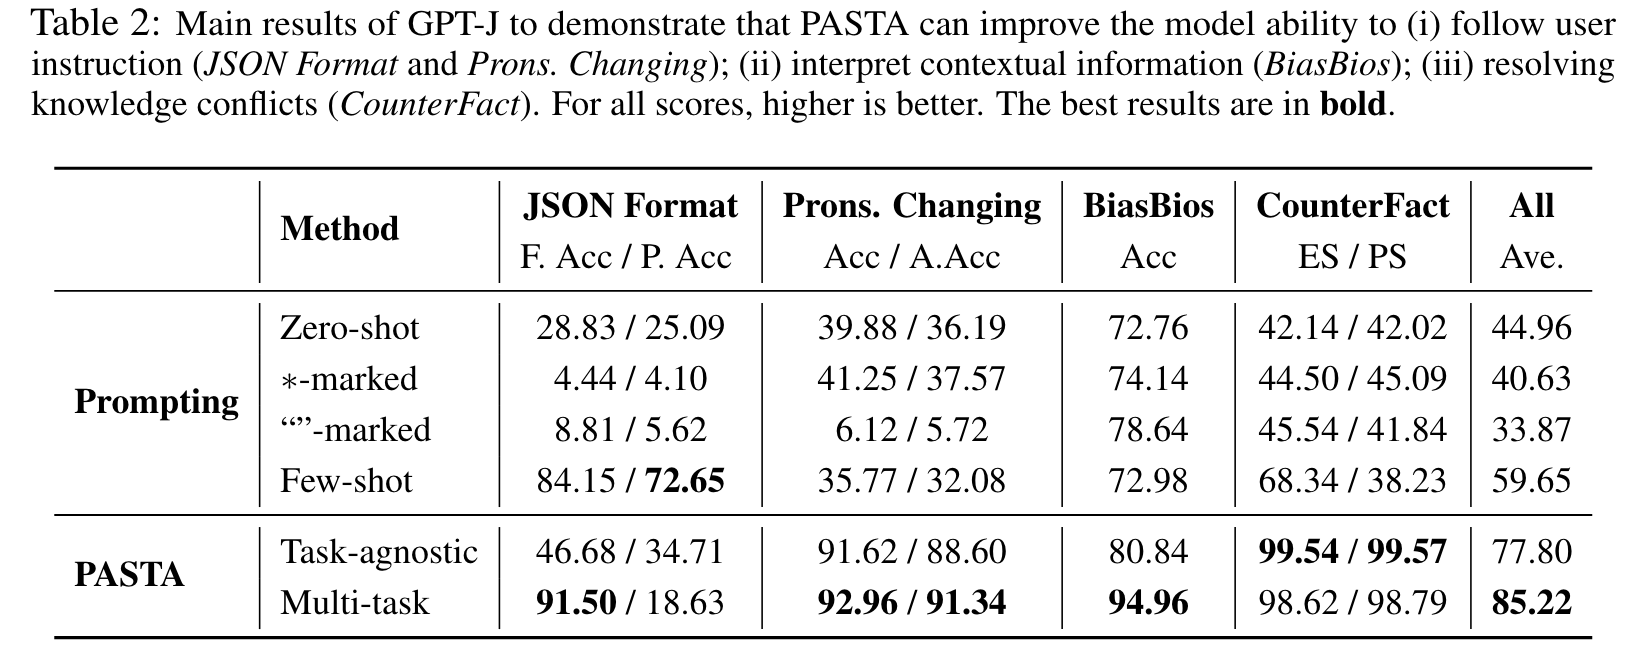 Table 2: Main results of GPT-J to demonstrate that PASTA can improve the model ability to (i) follow user
instruction (JSON Format and Prons. Changing); (ii) interpret contextual information (BiasBios); (iii) resolving
knowledge conflicts (CounterFact). For all scores, higher is better. The best results are in bold.
Method JSON Format Prons. Changing BiasBios CounterFact All
F. Acc / P. Acc Acc / A.Acc Acc ES / PS Ave.
Prompting
Zero-shot 28.83 / 25.09 39.88 / 36.19 72.76 42.14 / 42.02 44.96
∗-marked 4.44 / 4.10 41.25 / 37.57 74.14 44.50 / 45.09 40.63
“”-marked 8.81 / 5.62 6.12 / 5.72 78.64 45.54 / 41.84 33.87
Few-shot 84.15 / 72.65 35.77 / 32.08 72.98 68.34 / 38.23 59.65
PASTA
Task-agnostic 46.68 / 34.71 91.62 / 88.60 80.84 99.54 / 99.57 77.80
Multi-task 91.50 / 18.63 92.96 / 91.34 94.96 98.62 / 98.79 85.22